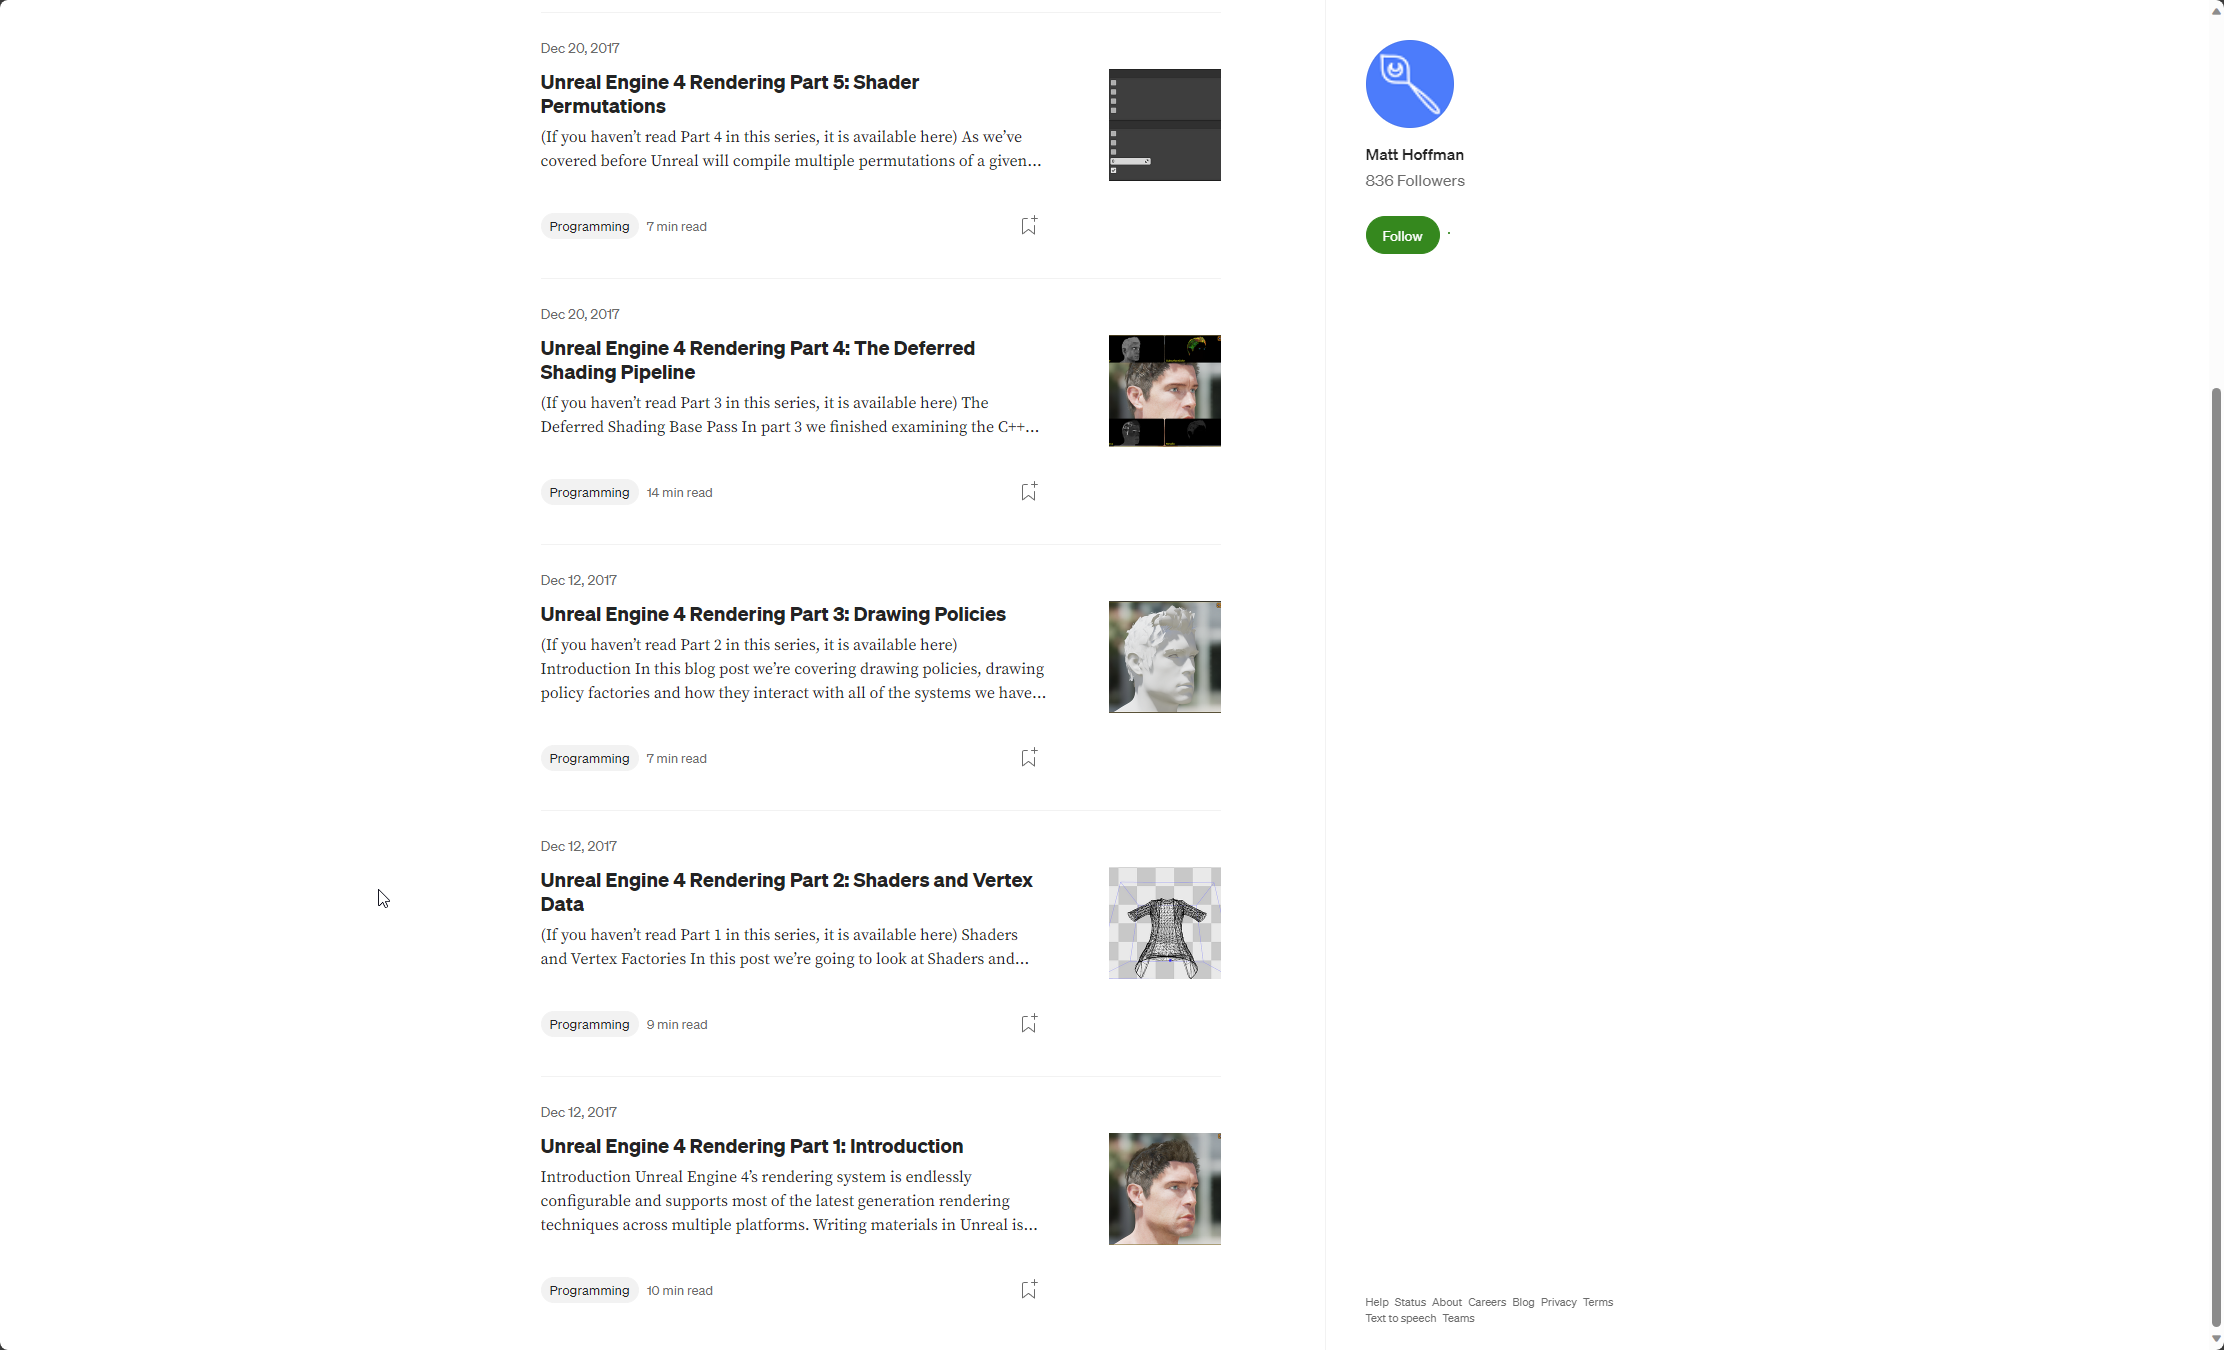 Dec 20, 2017
Unreal Engine 4 Rendering Part 5: Shader
Permutations
(If you haven’t read Part 4 in this series, it is available here) As we’ve
covered before Unreal will compile multiple permutations of a given…
Programming 7 min read
Dec 20, 2017
Unreal Engine 4 Rendering Part 4: The Deferred
Shading Pipeline
(If you haven’t read Part 3 in this series, it is available here) The
Deferred Shading Base Pass In part 3 we finished examining the C++…
Programming 14 min read
Dec 12, 2017
Unreal Engine 4 Rendering Part 3: Drawing Policies
(If you haven’t read Part 2 in this series, it is available here)
Introduction In this blog post we’re covering drawing policies, drawing
policy factories and how they interact with all of the systems we have…
Programming 7 min read
Dec 12, 2017
Unreal Engine 4 Rendering Part 2: Shaders and Vertex
Data
(If you haven’t read Part 1 in this series, it is available here) Shaders
and Vertex Factories In this post we’re going to look at Shaders and…
Programming 9 min read
Dec 12, 2017
Unreal Engine 4 Rendering Part 1: Introduction
Introduction Unreal Engine 4’s rendering system is endlessly
configurable and supports most of the latest generation rendering
techniques across multiple platforms. Writing materials in Unreal is…
Programming 10 min read
Matt Hoffman
836 Followers
Follow ·
Help Status About Careers Blog Privacy Terms
Text to speech Teams